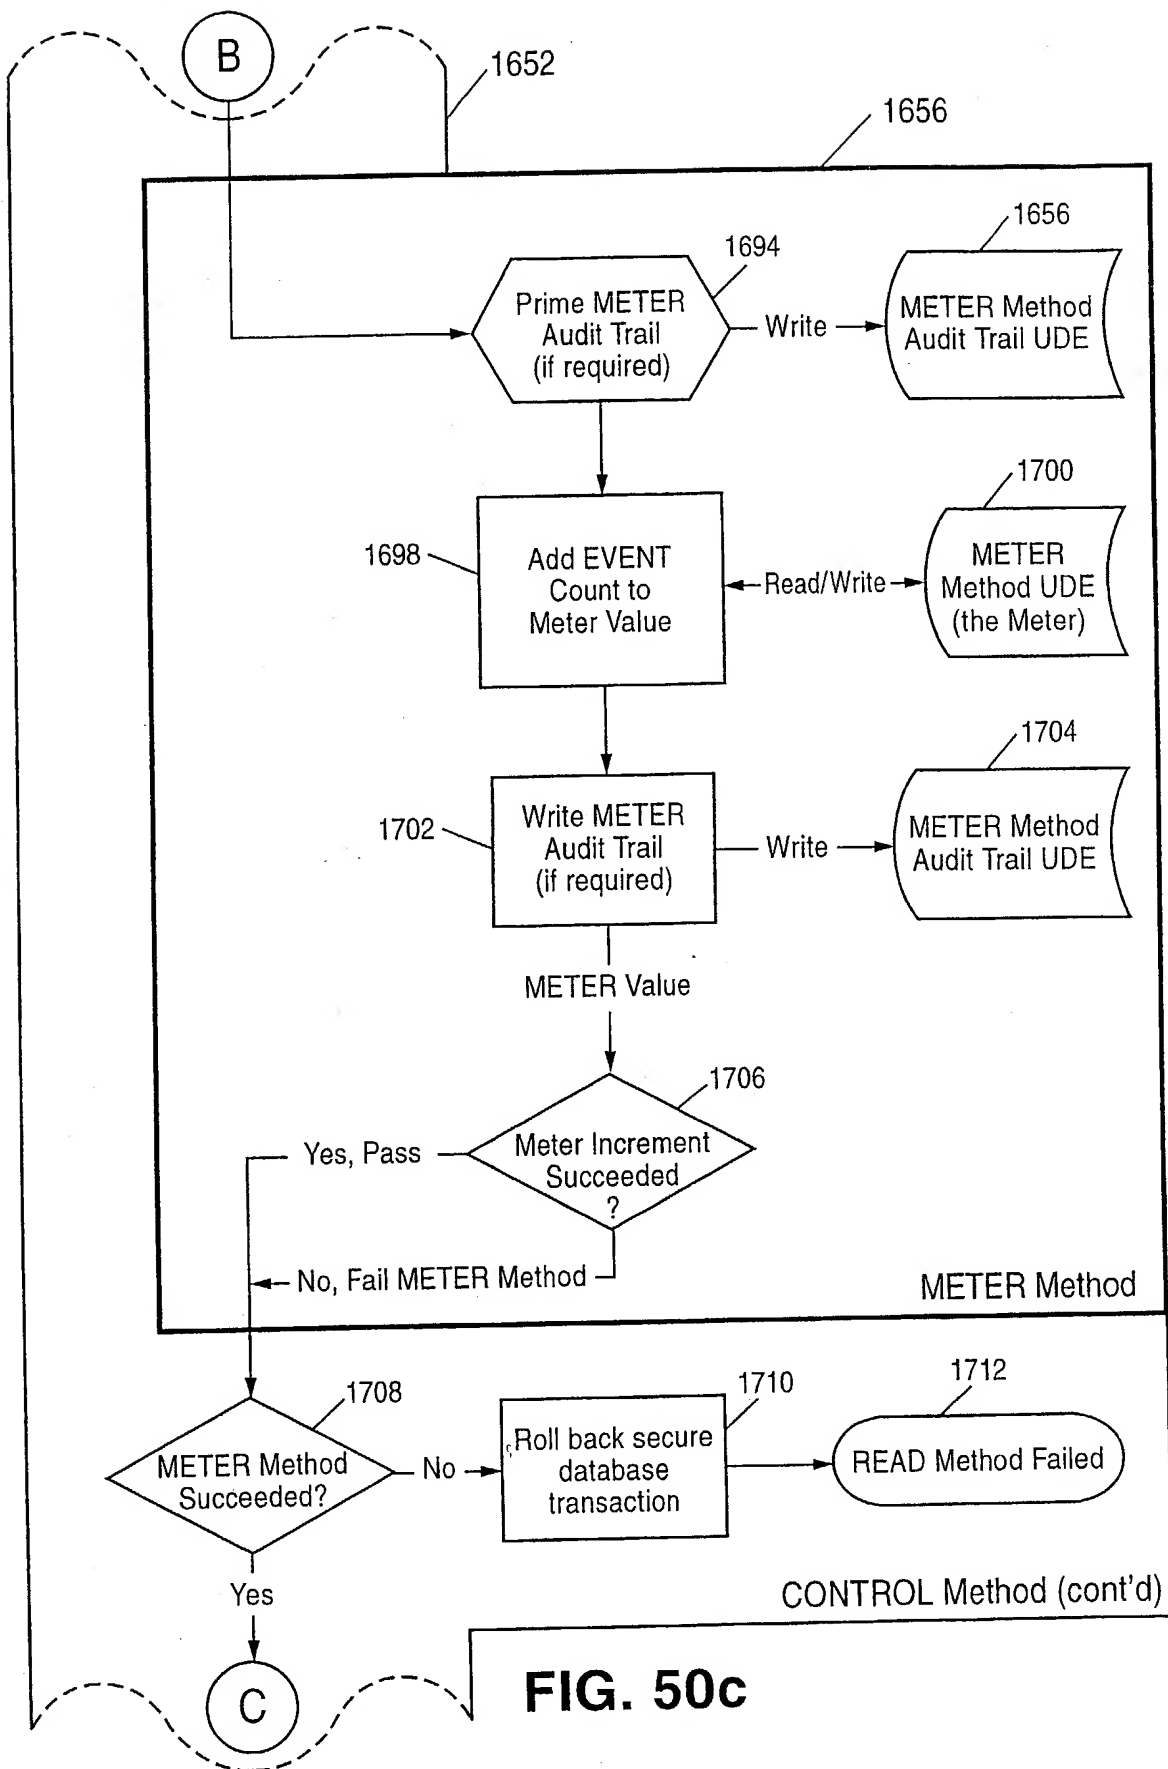 B
1652
1656
1656
1694
Prime METER
Audit Trail
(if required)
Write
METER Method
Audit Trail UDE
1700
1698
Add EVENT
Count to
Meter Value
Read/Write
METER
Method UDE
(the Meter)
1704
1702
Write METER
Audit Trail
(if required)
Write
METER Method
Audit Trail UDE
METER Value
1706
Meter Increment
Succeeded
?
Yes, Pass
No, Fail METER Method
METER Method
1708
METER Method
Succeeded?
No
1710
Roll back secure
database
transaction
1712
READ Method Failed
Yes
CONTROL Method (cont'd)
C
FIG. 50c